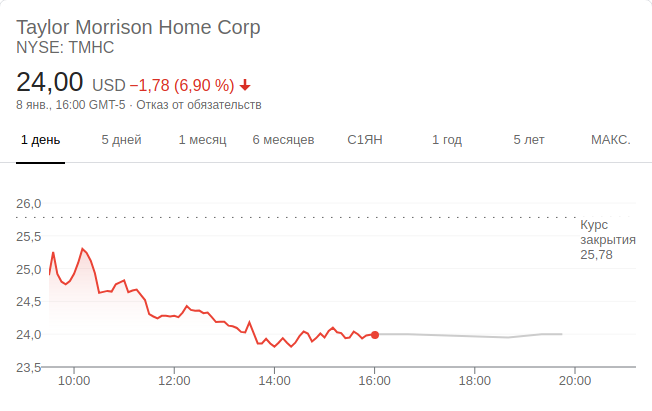 Taylor Morrison Home Corp
NYSE: TMHC
24,00 USD −1,78 (6,90 %)
8 янв., 16:00 GMT-5 · Отказ от обязательств
1 день 5 дней 1 месяц 6 месяцев С1ЯН 1 год 5 лет МАКС.
26,0
Курс
закрытия
25,78
25,5
25,0
24,5
24,0
23,5
10:00 12:00 14:00 16:00 18:00 20:00